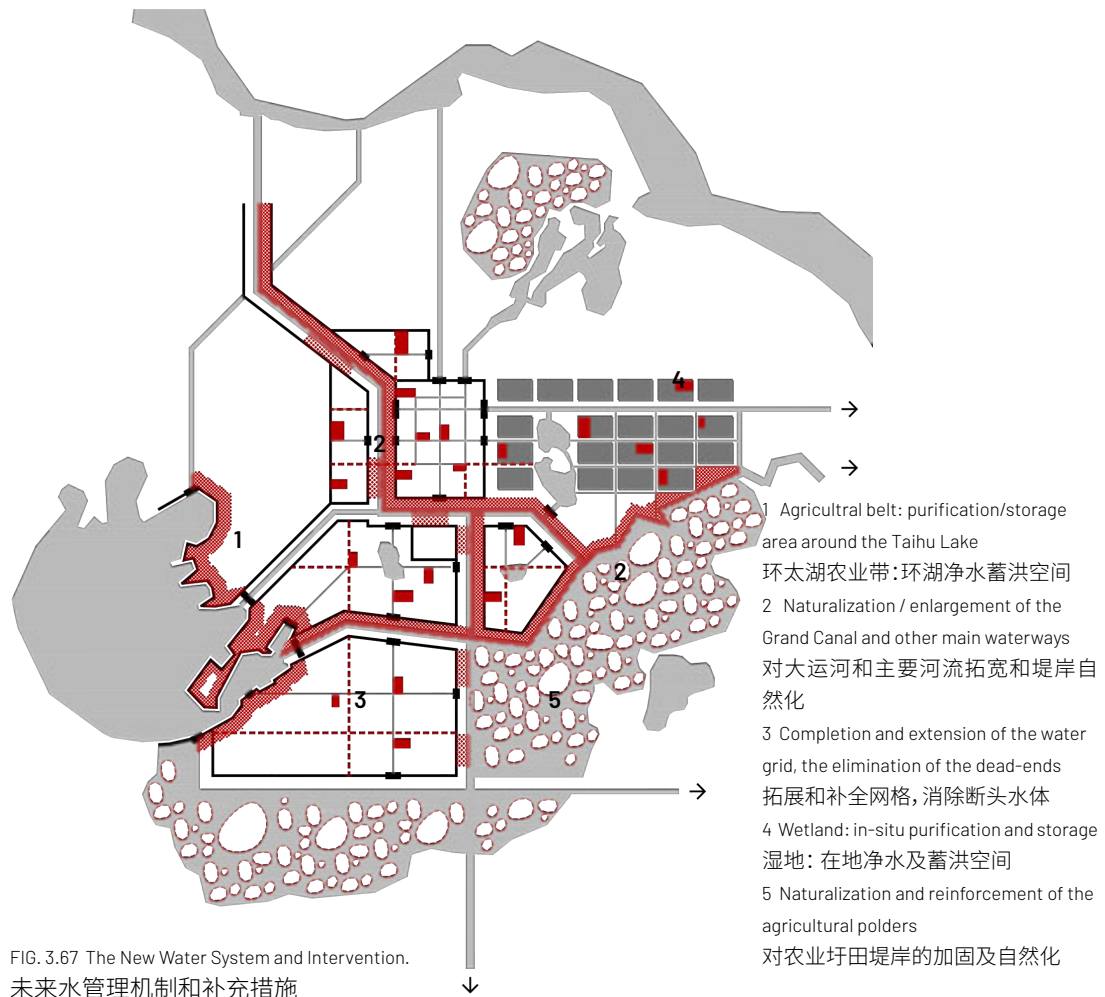 4
2
1
2
3
5
1 Agricultral belt: purification/storage
area around the Taihu Lake
环太湖农业带：环湖净水蓄洪空间
2 Naturalization / enlargement of the
Grand Canal and other main waterways
对大运河和主要河流拓宽和堤岸自
然化
3 Completion and extension of the water
grid, the elimination of the dead-ends
拓展和补全网格，消除断头水体
4 Wetland: in-situ purification and storage
湿地：在地净水及蓄洪空间
5 Naturalization and reinforcement of the
agricultural polders
对农业圩田堤岸的加固及自然化
FIG. 3.67 The New Water System and Intervention.
未来水管理机制和补充措施